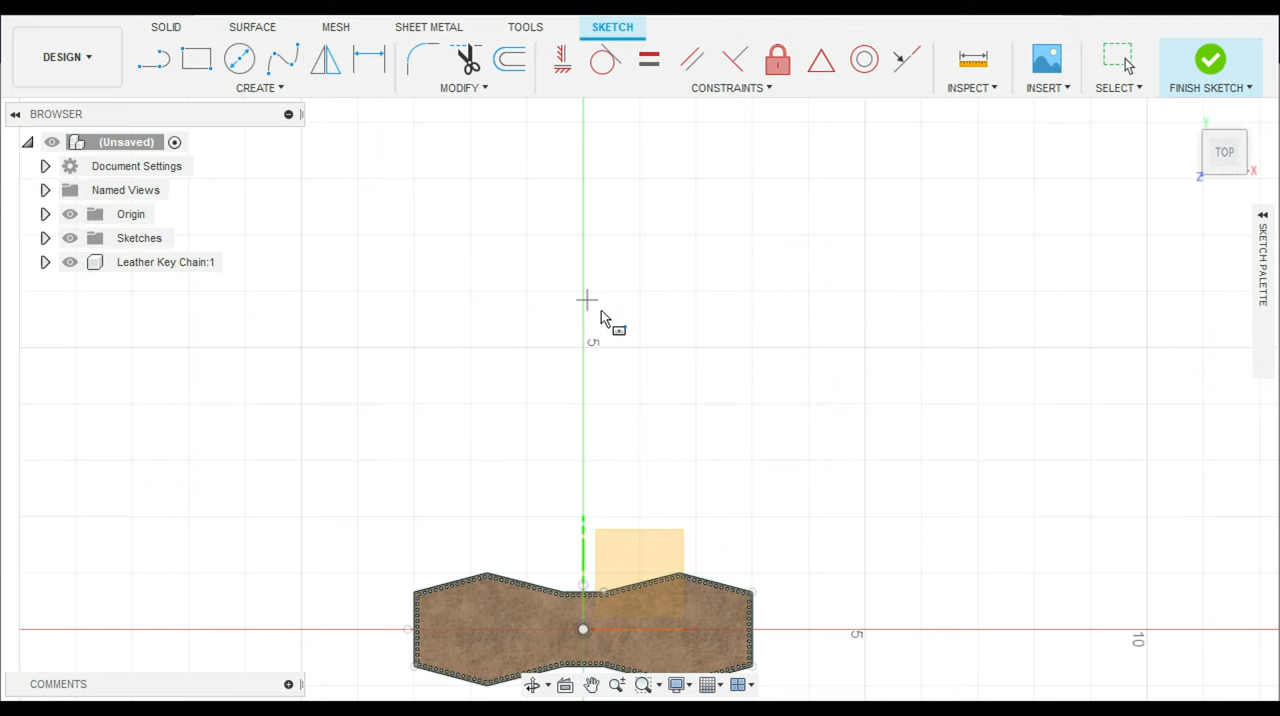 SOLID SURFACE MESH SHEET METAL TOOLS SKETCH
DESIGN
CREATE MODIFY CONSTRAINTS INSPECT INSERT SELECT FINISH SKETCH
BROWSER
(Unsaved)
Document Settings
Named Views
Origin
Sketches
Leather Key Chain:1
Y
TOP
X
Z
SKETCH PALETTE
5
5
10
COMMENTS